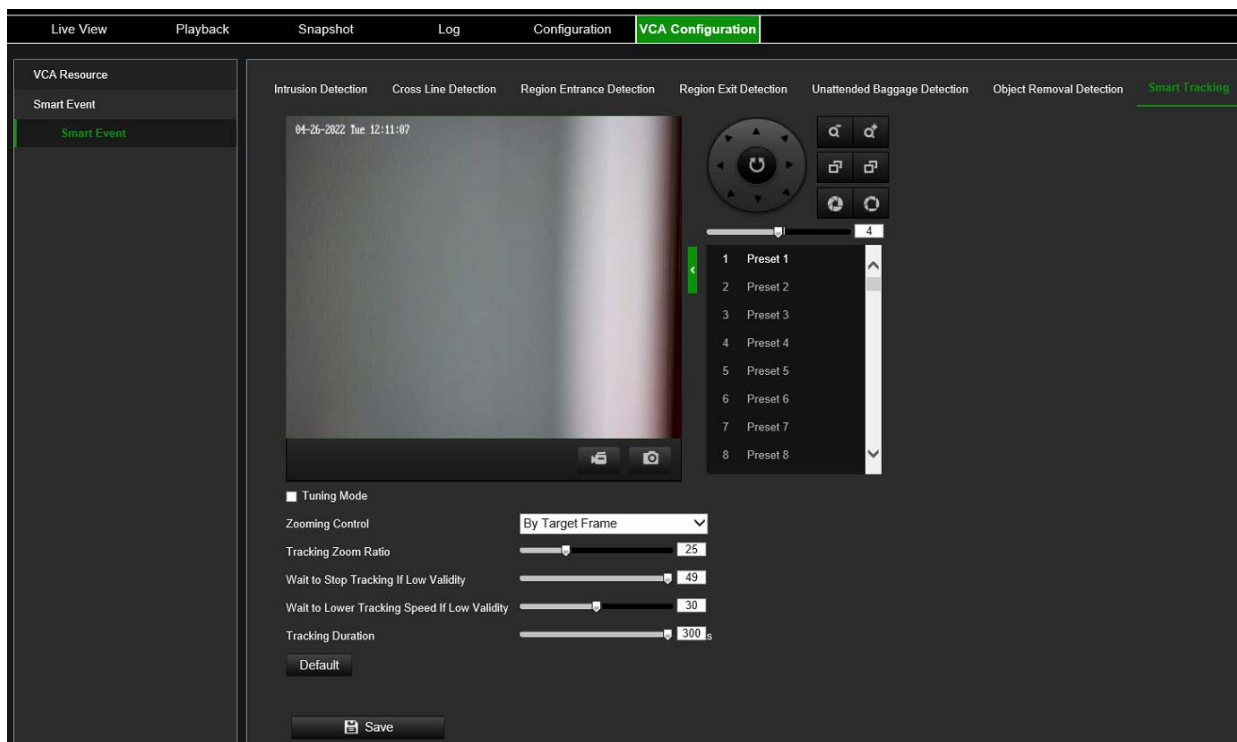 Live View Playback Snapshot Log Configuration VCA Configuration
VCA Resource
Smart Event
Smart Event
Intrusion Detection Cross Line Detection Region Entrance Detection Region Exit Detection Unattended Baggage Detection Object Removal Detection Smart Tracking
04-26-2022 Tue 12:11:07
4
1 Preset 1
2 Preset 2
3 Preset 3
4 Preset 4
5 Preset 5
6 Preset 6
7 Preset 7
8 Preset 8
Tuning Mode
Zooming Control By Target Frame
Tracking Zoom Ratio 25
Wait to Stop Tracking If Low Validity 49
Wait to Lower Tracking Speed If Low Validity 30
Tracking Duration 300 s
Default
Save